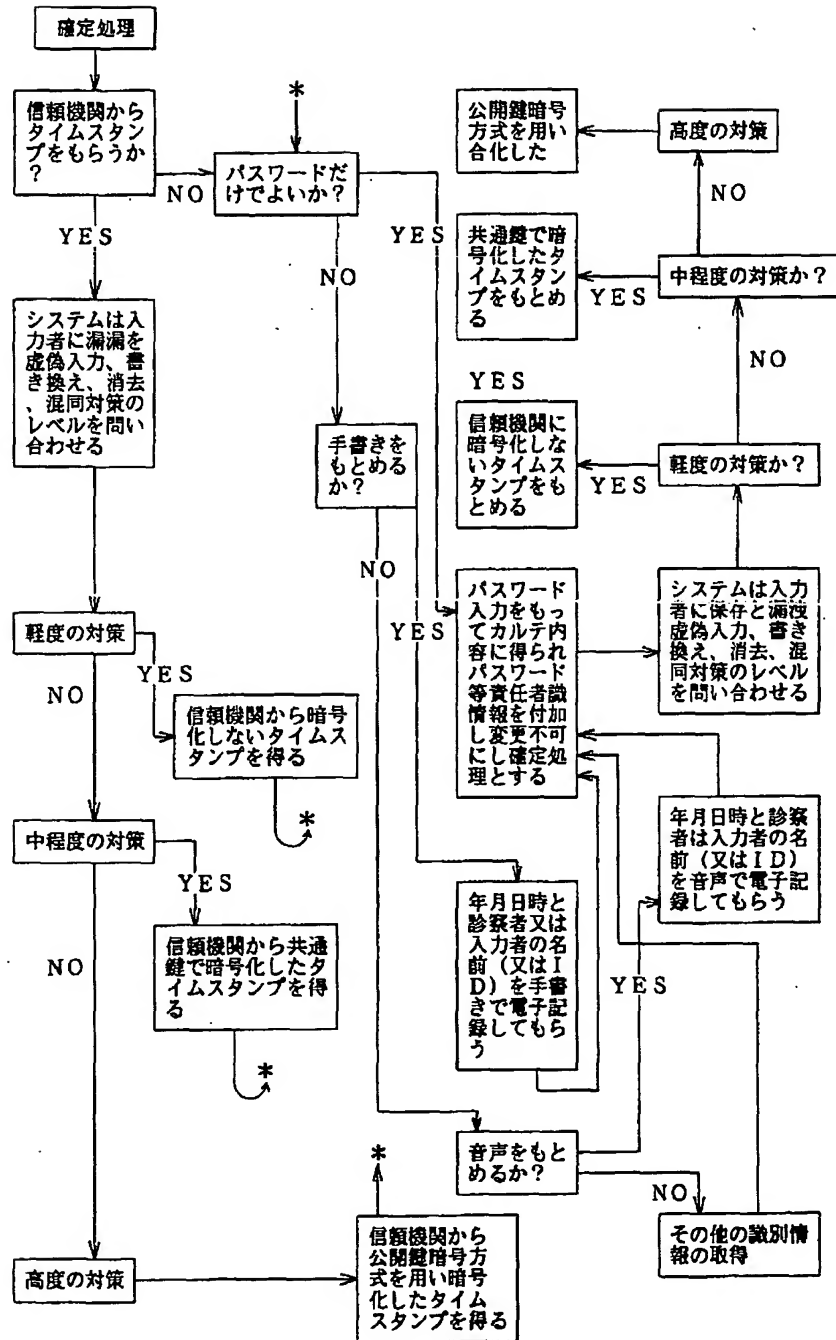 確定処理
信頼機関から
タイムスタン
プをもらうか
？
NO
YES
*
パスワードだ
けでよいか？
YES
NO
公開鍵暗号
方式を用い
合化した
高度の対策
NO
共通鍵で暗
号化したタ
イムスタン
プをもとめ
る
YES
中程度の対策か？
NO
システムは入
力者に漏漏を
虚偽入力、書
き換え、消去
、混同対策の
レベルを問い
合わせる
手書きを
もとめる
か？
NO
YES
YES
信頼機関に
暗号化しな
いタイムス
タンプをも
とめる
YES
軽度の対策か？
軽度の対策
YES
NO
信頼機関から暗号
化しないタイムス
タンプを得る
*
パスワード
入力をもっ
てカルテ内
容に得られ
パスワード
等責任者識
情報を付加
し変更不可
にし確定処
理とする
システムは入力
者に保存と漏洩
虚偽入力、書き
換え、消去、混
同対策のレベル
を問い合わせる
中程度の対策
YES
NO
信頼機関から共通
鍵で暗号化したタ
イムスタンプを得
る
*
年月日時と
診察者又は
入力者の名
前（又はI
D）を手書
きで電子記
録してもら
う
YES
年月日時と診察
者は入力者の名
前（又はID）
を音声で電子記
録してもらう
音声をもと
めるか？
NO
その他の識別情
報の取得
高度の対策
*
信頼機関から
公開鍵暗号方
式を用い暗号
化したタイム
スタンプを得る